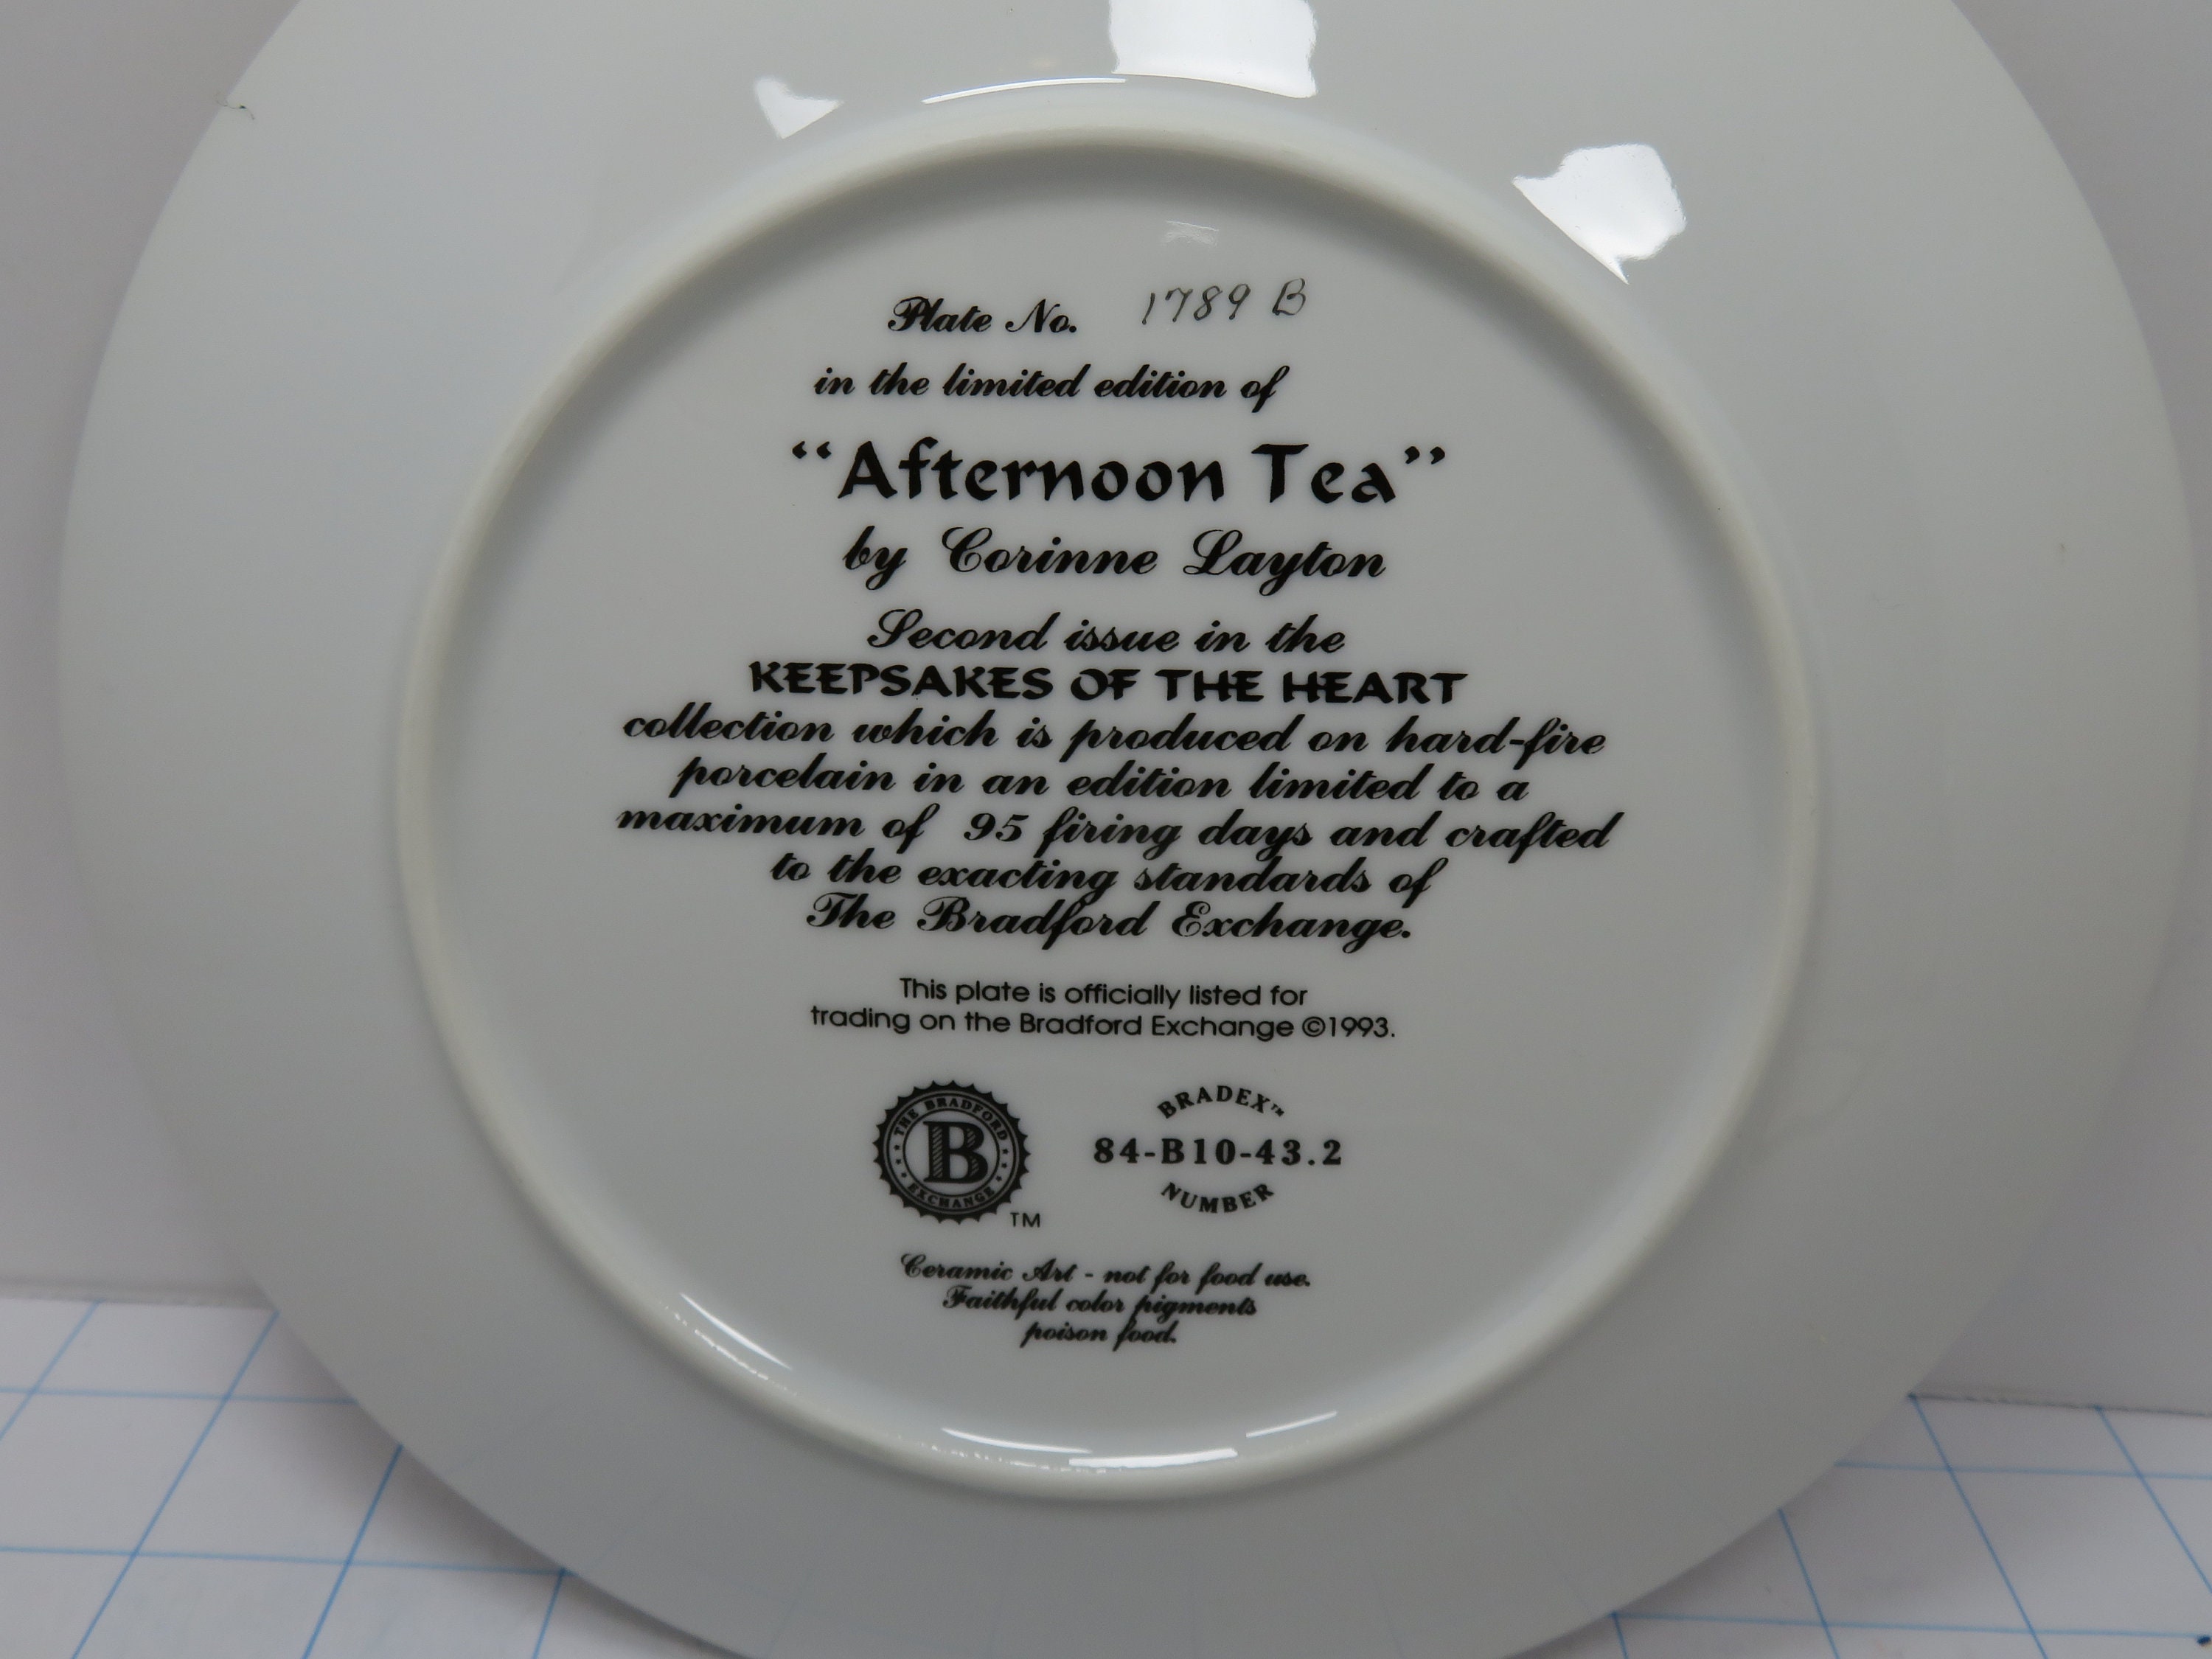 Plate No. 1789 B
in the limited edition of
“Afternoon Tea”
by Corinne Layton
Second issue in the
KEEPSAKES OF THE HEART
collection which is produced on hard-fire
porcelain in an edition limited to a
maximum of 95 firing days and crafted
to the exacting standards of
The Bradford Exchange.
This plate is officially listed for
trading on the Bradford Exchange ©1993.
THE BRADFORD
B
EXCHANGE
TM
BRADEX™
84-B10-43.2
NUMBER
Ceramic Art - not for food use.
Faithful color pigments
poison food.